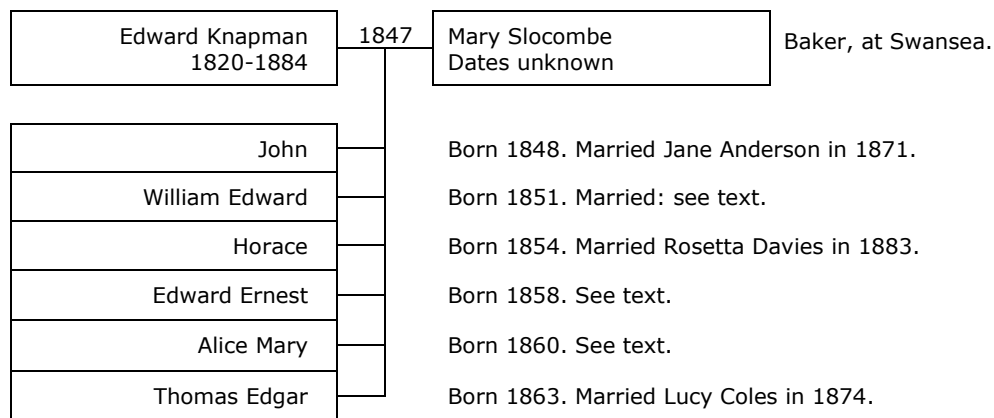 Edward Knapman 1847 Mary Slocombe Baker, at Swansea.
1820-1884 Dates unknown
John Born 1848. Married Jane Anderson in 1871.
William Edward Born 1851. Married: see text.
Horace Born 1854. Married Rosetta Davies in 1883.
Edward Ernest Born 1858. See text.
Alice Mary Born 1860. See text.
Thomas Edgar Born 1863. Married Lucy Coles in 1874.